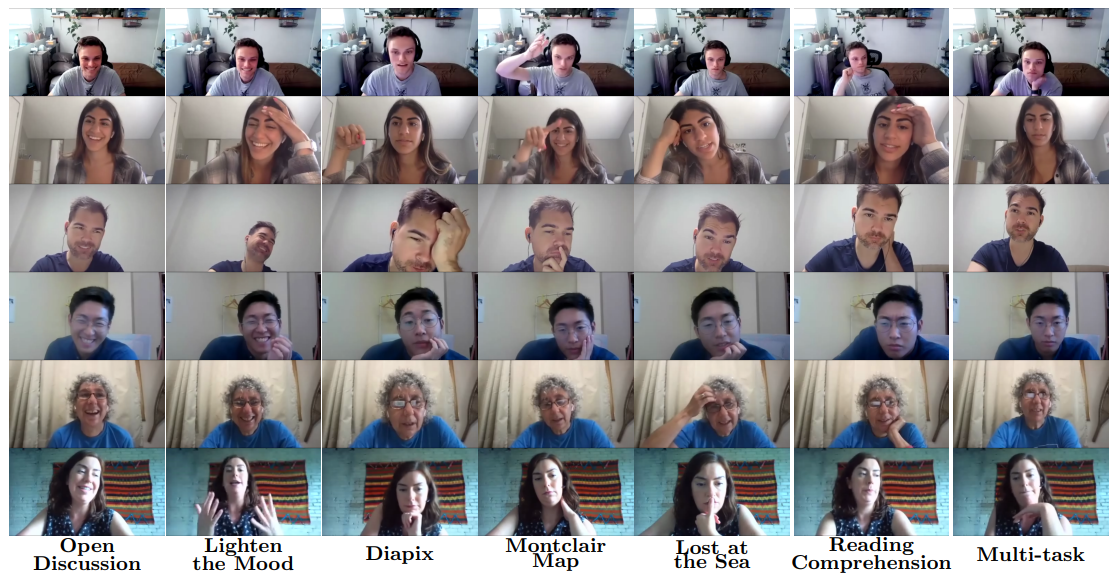 Open
Discussion
Lighten
the Mood
Diapix
Montclair
Map
Lost at
the Sea
Reading
Comprehension
Multi-task